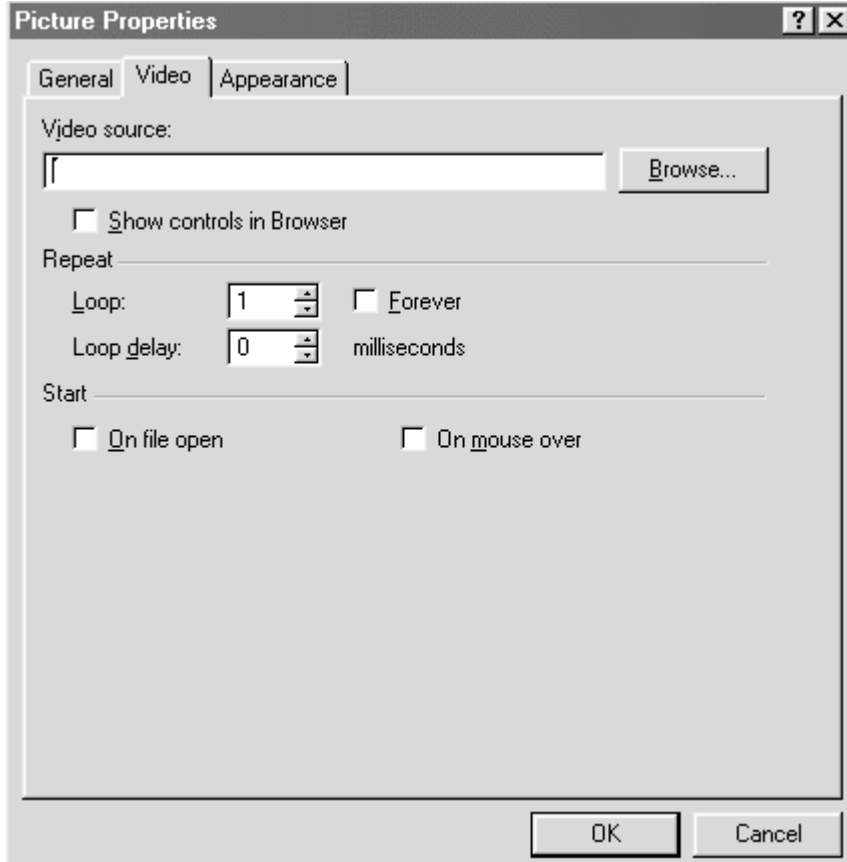 Picture Properties ? X
General Video Appearance
Video source:
Browse...
Show controls in Browser
Repeat
Loop: 1 Forever
Loop delay: 0 milliseconds
Start
On file open On mouse over
OK Cancel